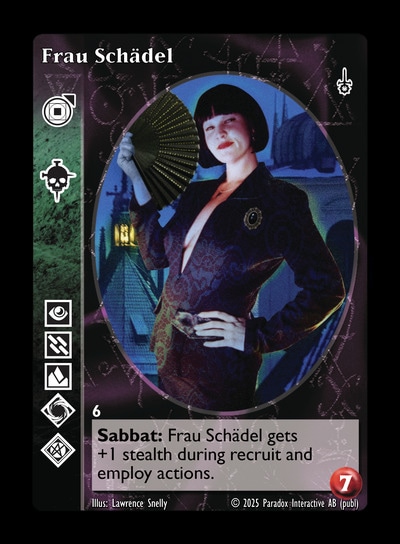 Frau Schädel
6
Sabbat: Frau Schädel gets
+1 stealth during recruit and
employ actions.
7
Illus: Lawrence Snelly © 2025 Paradox Interactive AB (publ)